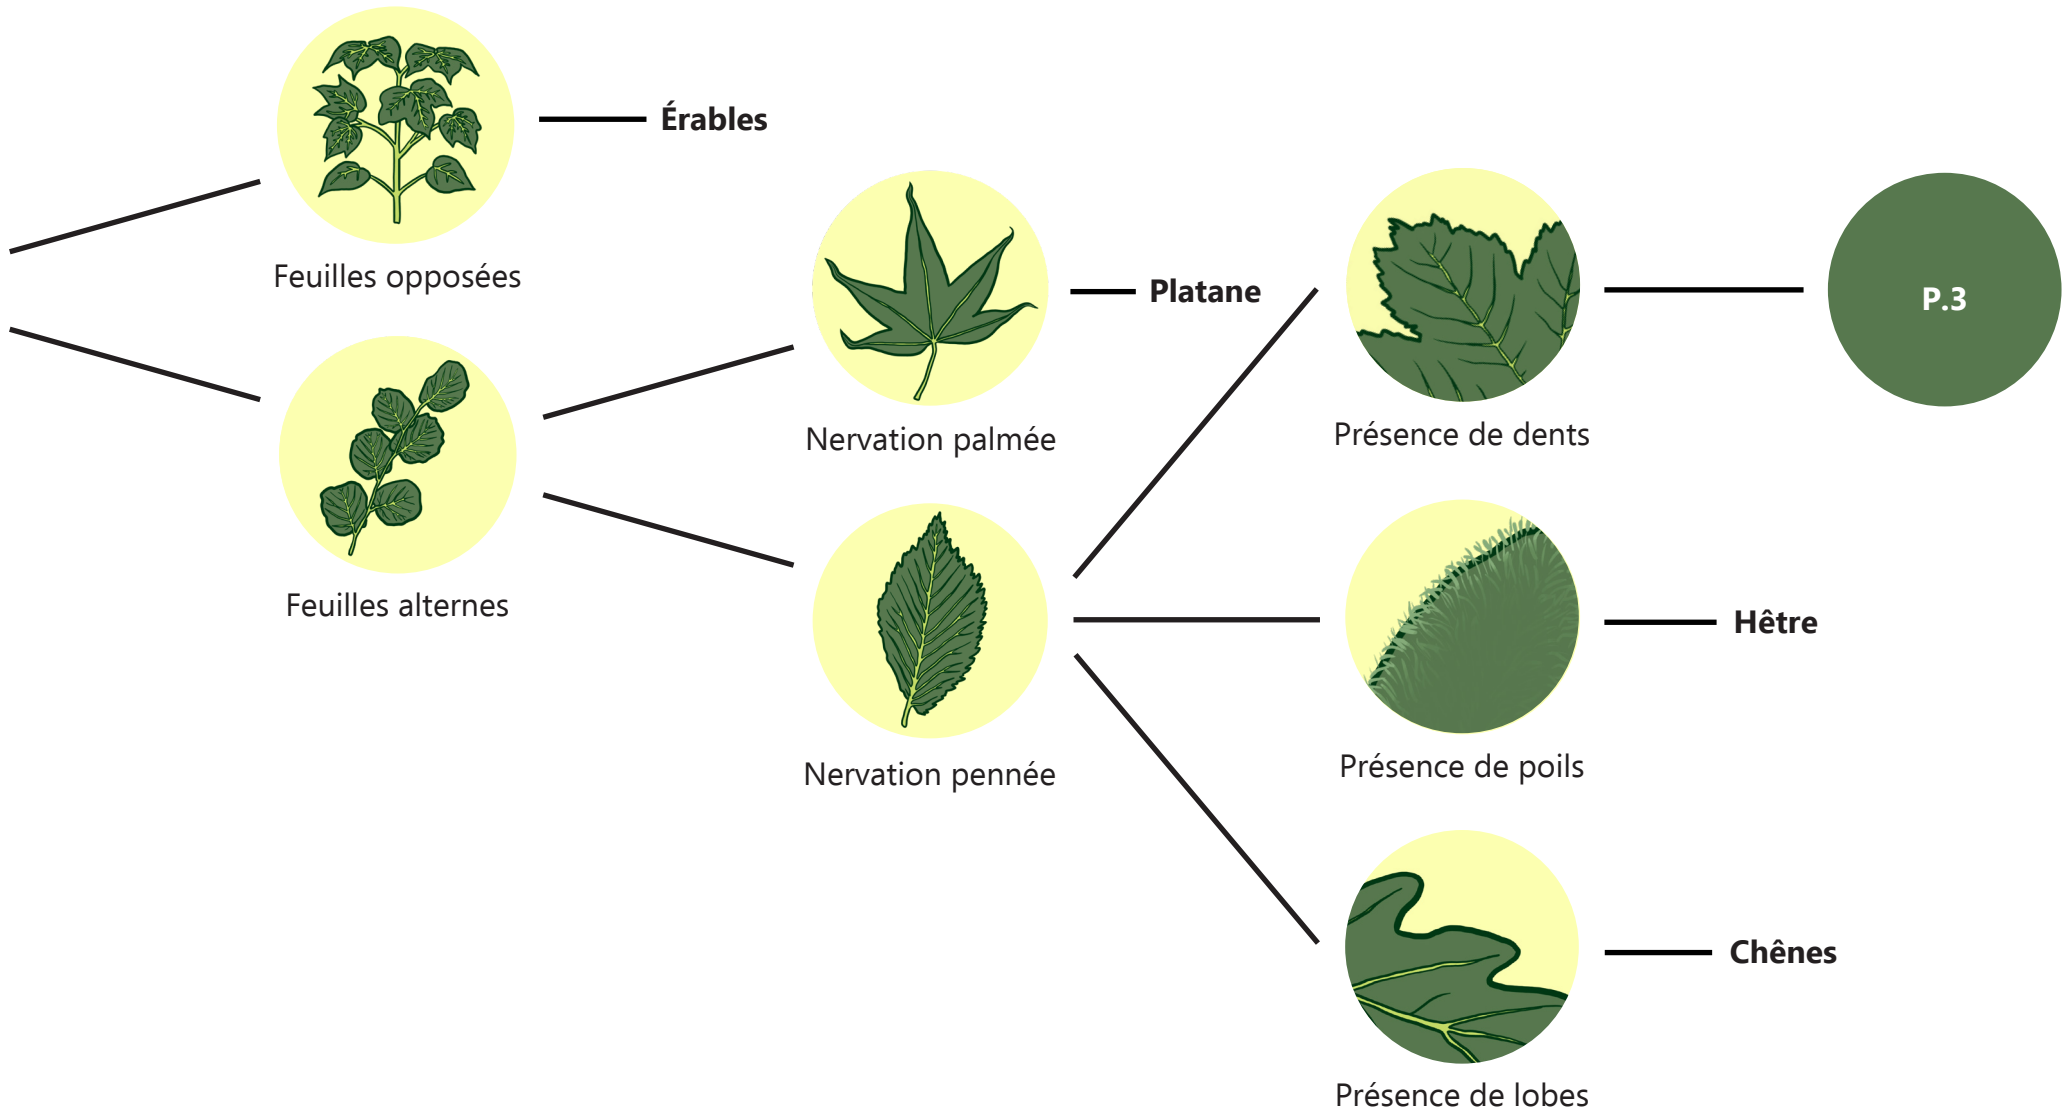 Érables
Feuilles opposées
Platane
P.3
Nervation palmée
Présence de dents
Feuilles alternes
Hêtre
Nervation pennée
Présence de poils
Chênes
Présence de lobes